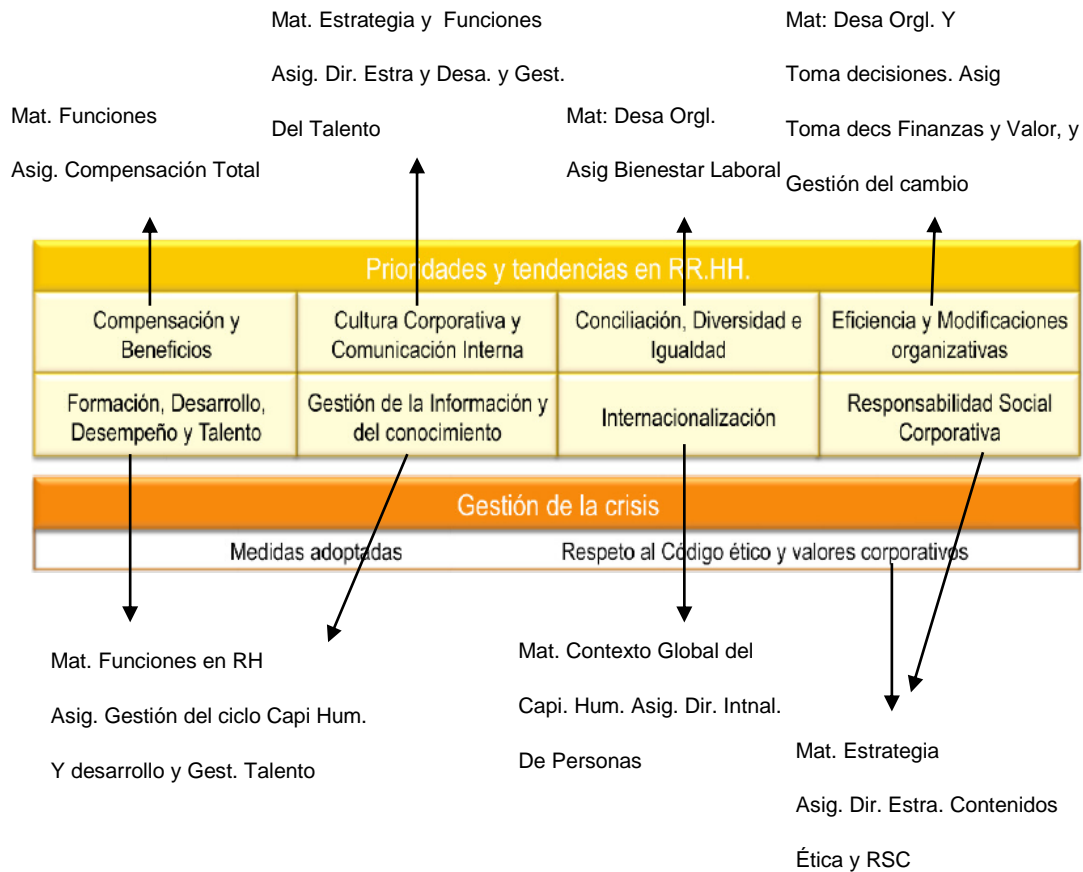 Mat. Estrategia y Funciones
Asig. Dir. Estra y Desa. y Gest.
Del Talento
Mat: Desa Orgl. Y
Toma decisiones. Asig
Toma decs Finanzas y Valor, y
Gestión del cambio
Mat. Funciones
Asig. Compensación Total
Mat: Desa Orgl.
Asig Bienestar Laboral
Prioridades y tendencias en RR.HH.
Compensación y
Beneficios
Cultura Corporativa y
Comunicación Interna
Conciliación, Diversidad e
Igualdad
Eficiencia y Modificaciones
organizativas
Formación, Desarrollo,
Desempeño y Talento
Gestión de la Información y
del conocimiento
Internacionalización
Responsabilidad Social
Corporativa
Gestión de la crisis
Medidas adoptadas
Respeto al Código ético y valores corporativos
Mat. Funciones en RH
Asig. Gestión del ciclo Capi Hum.
Y desarrollo y Gest. Talento
Mat. Contexto Global del
Capi. Hum. Asig. Dir. Intnal.
De Personas
Mat. Estrategia
Asig. Dir. Estra. Contenidos
Ética y RSC